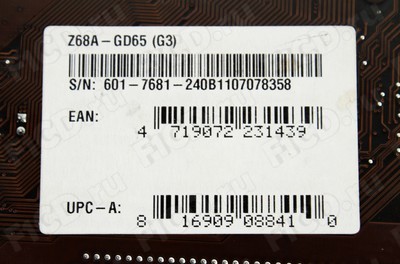 Z68A-GD65 (G3)
S/N: 601-7681-240B1107078358
EAN:
4 719072 231439
UPC-A:
8 16909 08841 0